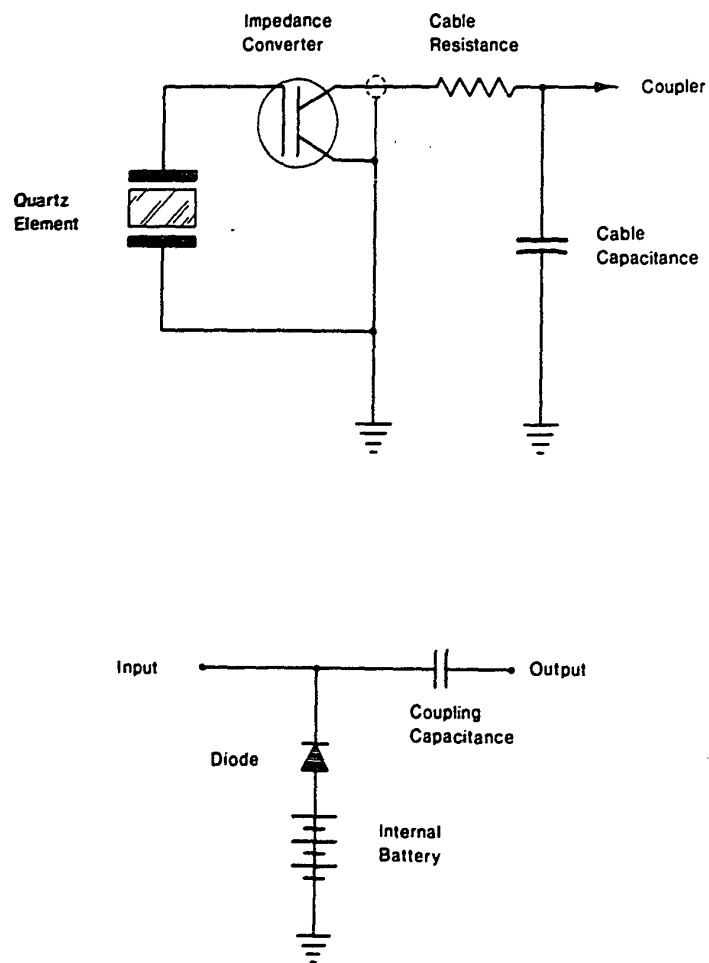 Impedance
Converter
Cable
Resistance
Coupler
Quartz
Element
Cable
Capacitance
Input
Output
Coupling
Capacitance
Diode
Internal
Battery